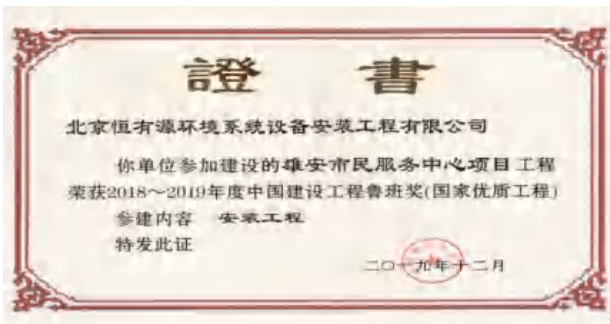 證書
北京恒有源环境系统设备安装工程有限公司
你单位参加建设的雄安市民服务中心项目工程
荣获2018～2019年度中国建设工程鲁班奖(国家优质工程)
参建内容 安装工程
特发此证
二〇一九年十二月